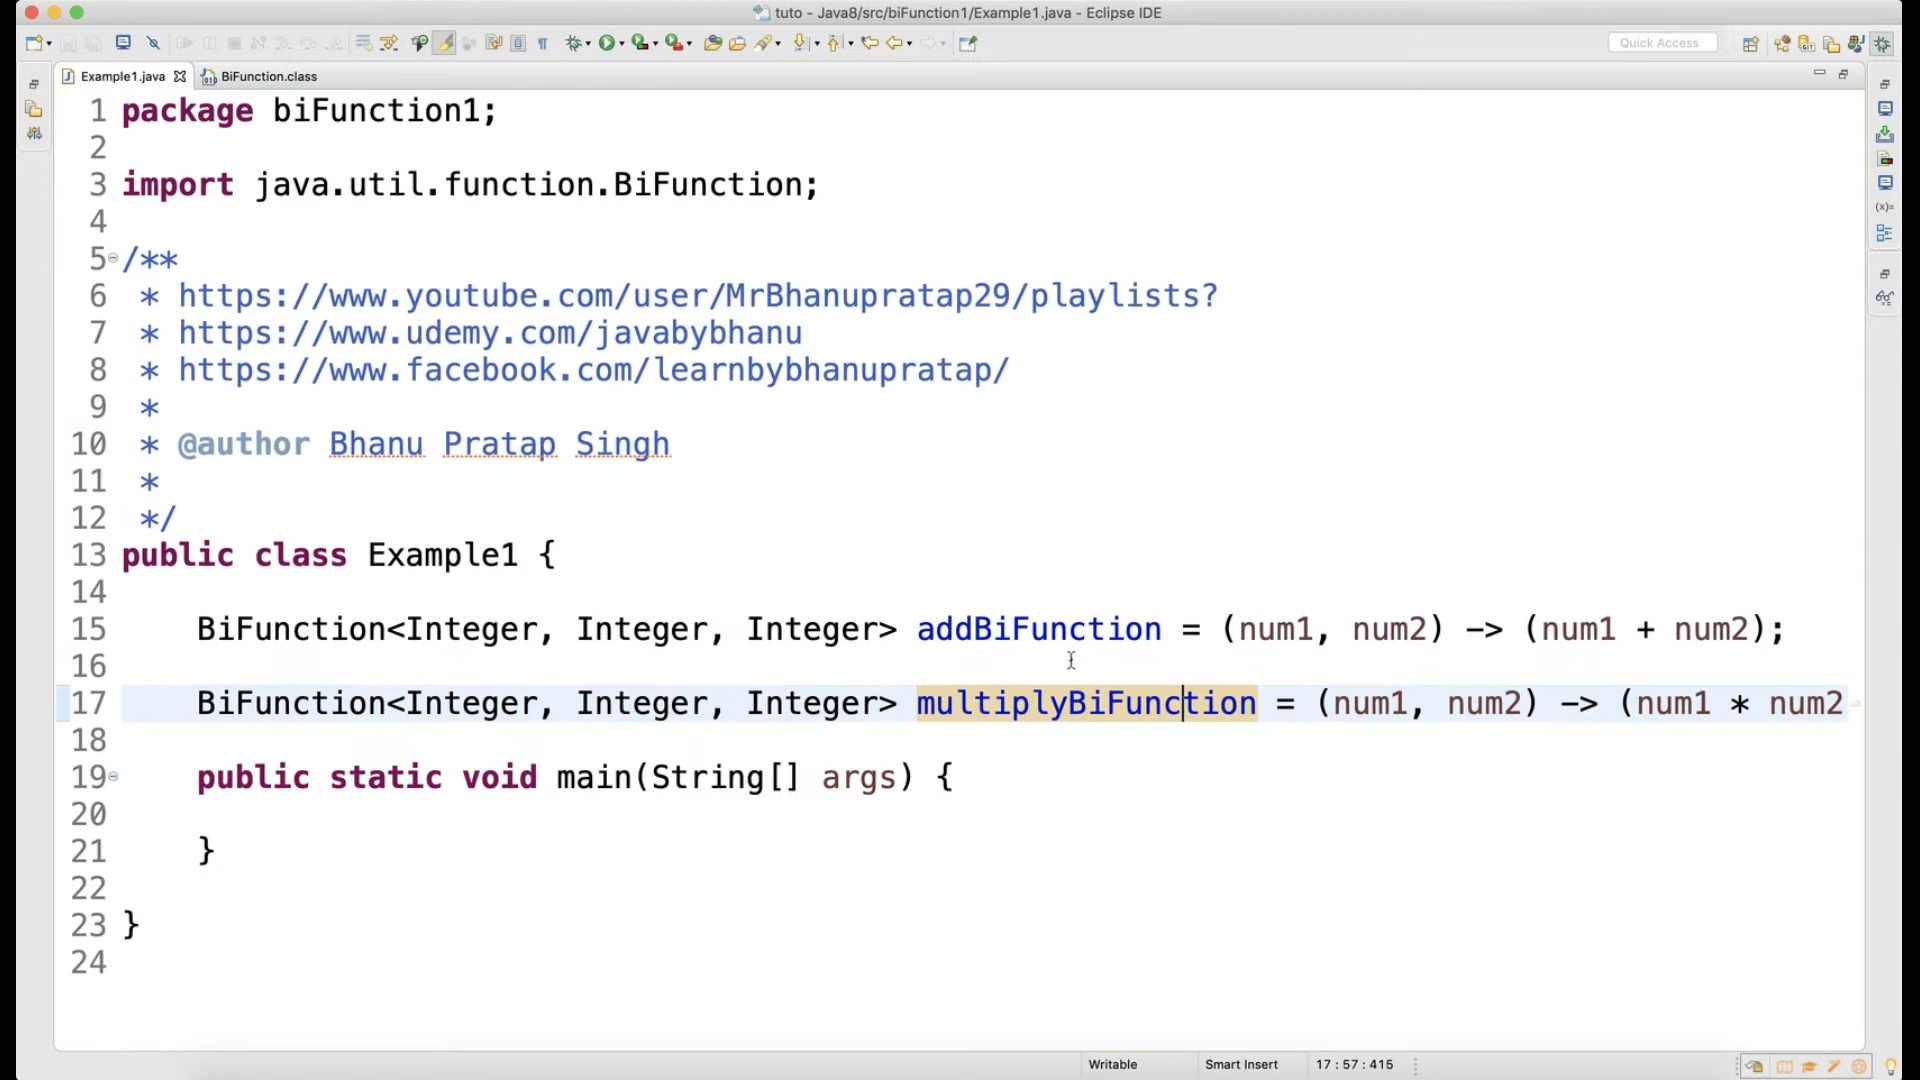 tuto - Java8/src/biFunction1/Example1.java - Eclipse IDE
Quick Access
Example1.java
BiFunction.class
1 package biFunction1;
2
3 import java.util.function.BiFunction;
4
5 /**
6 * https://www.youtube.com/user/MrBhanupratap29/playlists?
7 * https://www.udemy.com/javabybhanu
8 * https://www.facebook.com/learnbybhanupratap/
9 *
10 * @author Bhanu Pratap Singh
11 *
12 */
13 public class Example1 {
14
15 BiFunction<Integer, Integer, Integer> addBiFunction = (num1, num2) -> (num1 + num2);
16
17 BiFunction<Integer, Integer, Integer> multiplyBiFunction = (num1, num2) -> (num1 * num2
18
19 public static void main(String[] args) {
20
21 }
22
23 }
24
Writable
Smart Insert
17 : 57 : 415